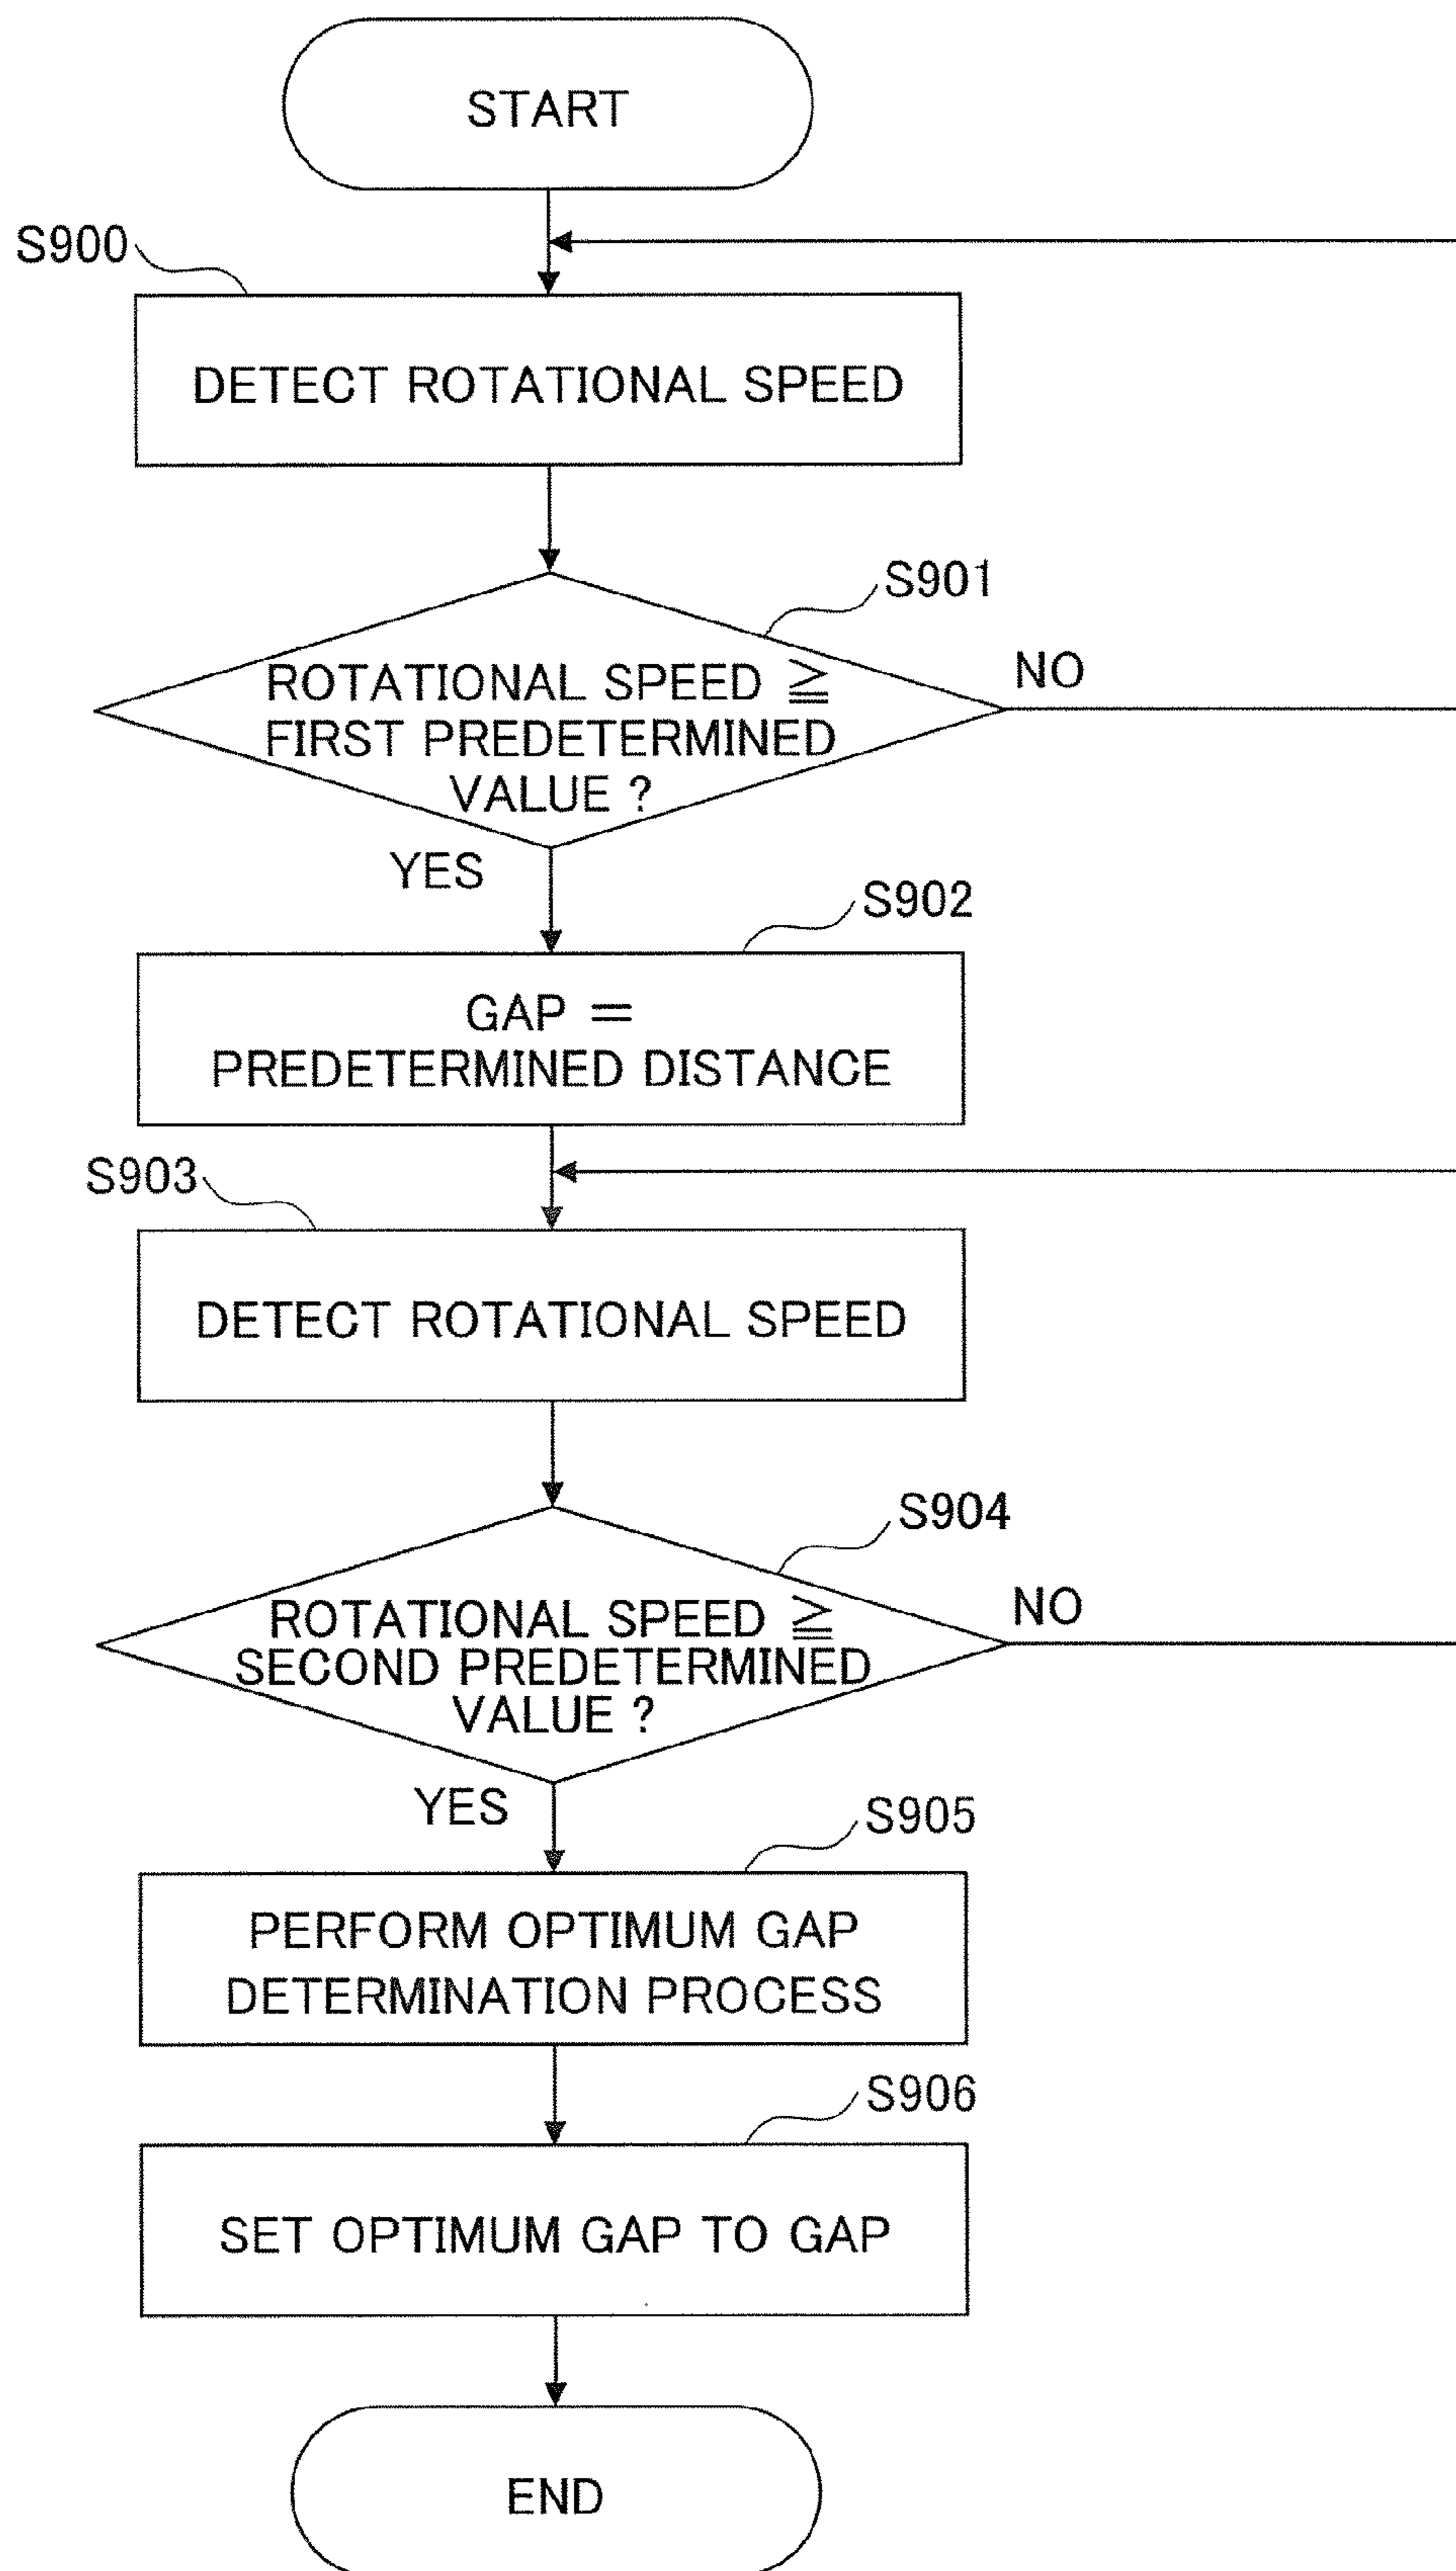 START
S900
DETECT ROTATIONAL SPEED
S901
ROTATIONAL SPEED ≧
FIRST PREDETERMINED
VALUE ?
NO
YES
S902
GAP =
PREDETERMINED DISTANCE
S903
DETECT ROTATIONAL SPEED
S904
ROTATIONAL SPEED ≧
SECOND PREDETERMINED
VALUE ?
NO
YES
S905
PERFORM OPTIMUM GAP
DETERMINATION PROCESS
S906
SET OPTIMUM GAP TO GAP
END